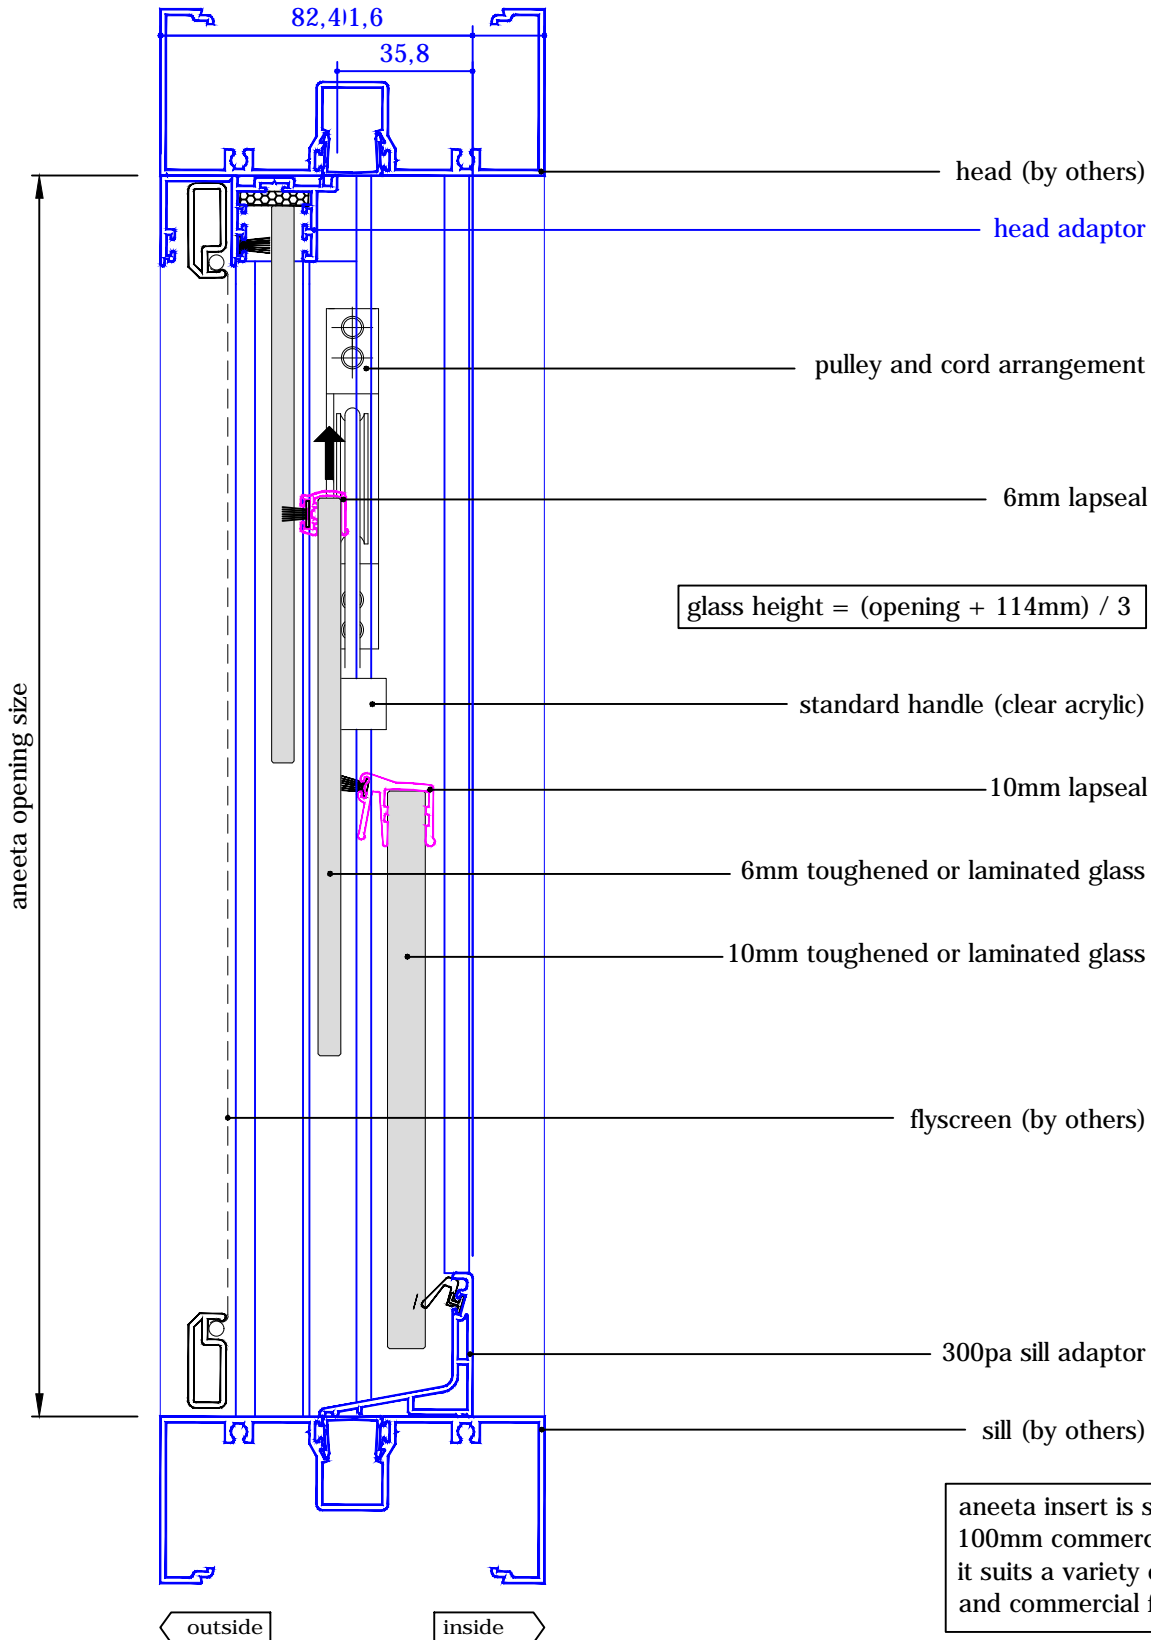 82,4
1,6
35,8
head (by others)
head adaptor
pulley and cord arrangement
6mm lapseal
glass height = (opening + 114mm) / 3
standard handle (clear acrylic)
10mm lapseal
aneeta opening size
6mm toughened or laminated glass
10mm toughened or laminated glass
flyscreen (by others)
300pa sill adaptor
sill (by others)
aneeta insert is s
100mm commerc
it suits a variety
and commercial f
outside
inside